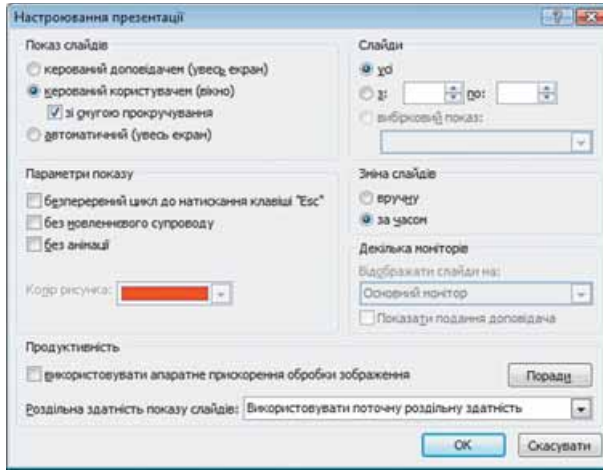 Настроювання презентації
Показ слайдів
керований доповідачем (увесь екран)
керований користувачем (вікно)
зі смугою прокручування
автоматичний (увесь екран)
Слайди
усі
з: по:
вибірковий показ:
Параметри показу
безперервний цикл до натискання клавіші "Esc"
без мовленнєвого супроводу
без анімації
Колір рисунка:
Зміна слайдів
вручну
за часом
Декілька моніторів
Відображати слайди на:
Основний монітор
Показати подання доповідача
Продуктивність
використовувати апаратне прискорення обробки зображення
Поради
Роздільна здатність показу слайдів: Використовувати поточну роздільну здатність
ОК Скасувати